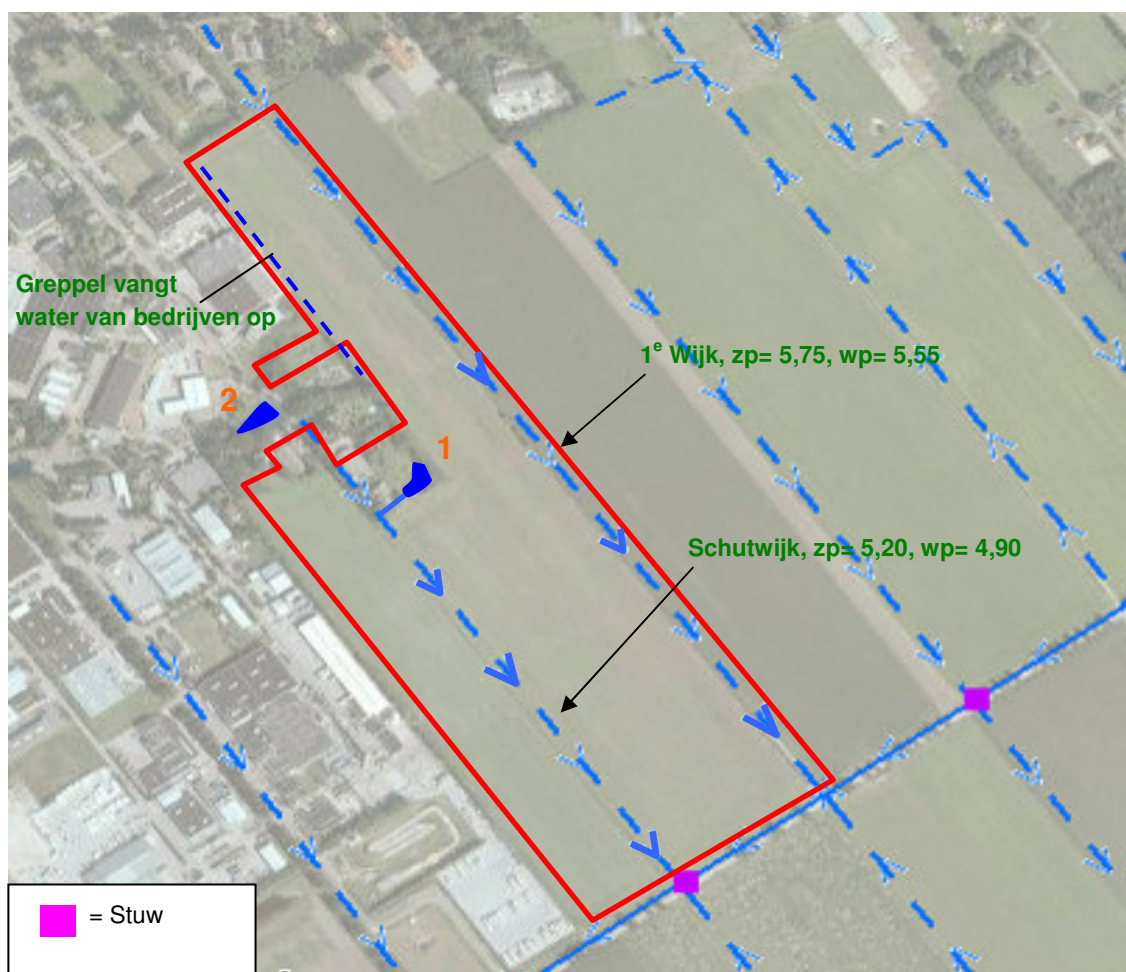 Greppel vangt
water van bedrijven op
1e Wijk, zp= 5,75, wp= 5,55
2
1
Schutwijk, zp= 5,20, wp= 4,90
= Stuw